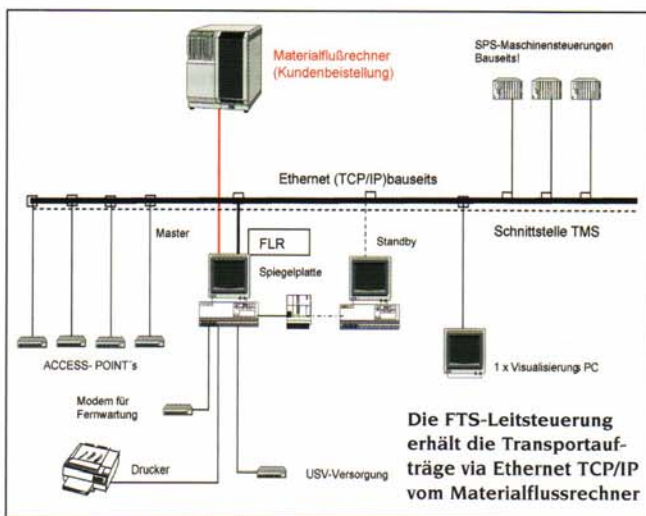 Materialflußrechner
(Kundenbeistellung)
SPS-Maschinensteuerungen
Bauseits!
Ethernet (TCP/IP)bauseits
Master
FLR
Standby
Schnittstelle TMS
Spiegelplatte
ACCESS- POINT´s
1 x Visualisierungs PC
Modem für
Fernwartung
Drucker
USV-Versorgung
Die FTS-Leitsteuerung
erhält die Transportauf-
träge via Ethernet TCP/IP
vom Materialflussrechner